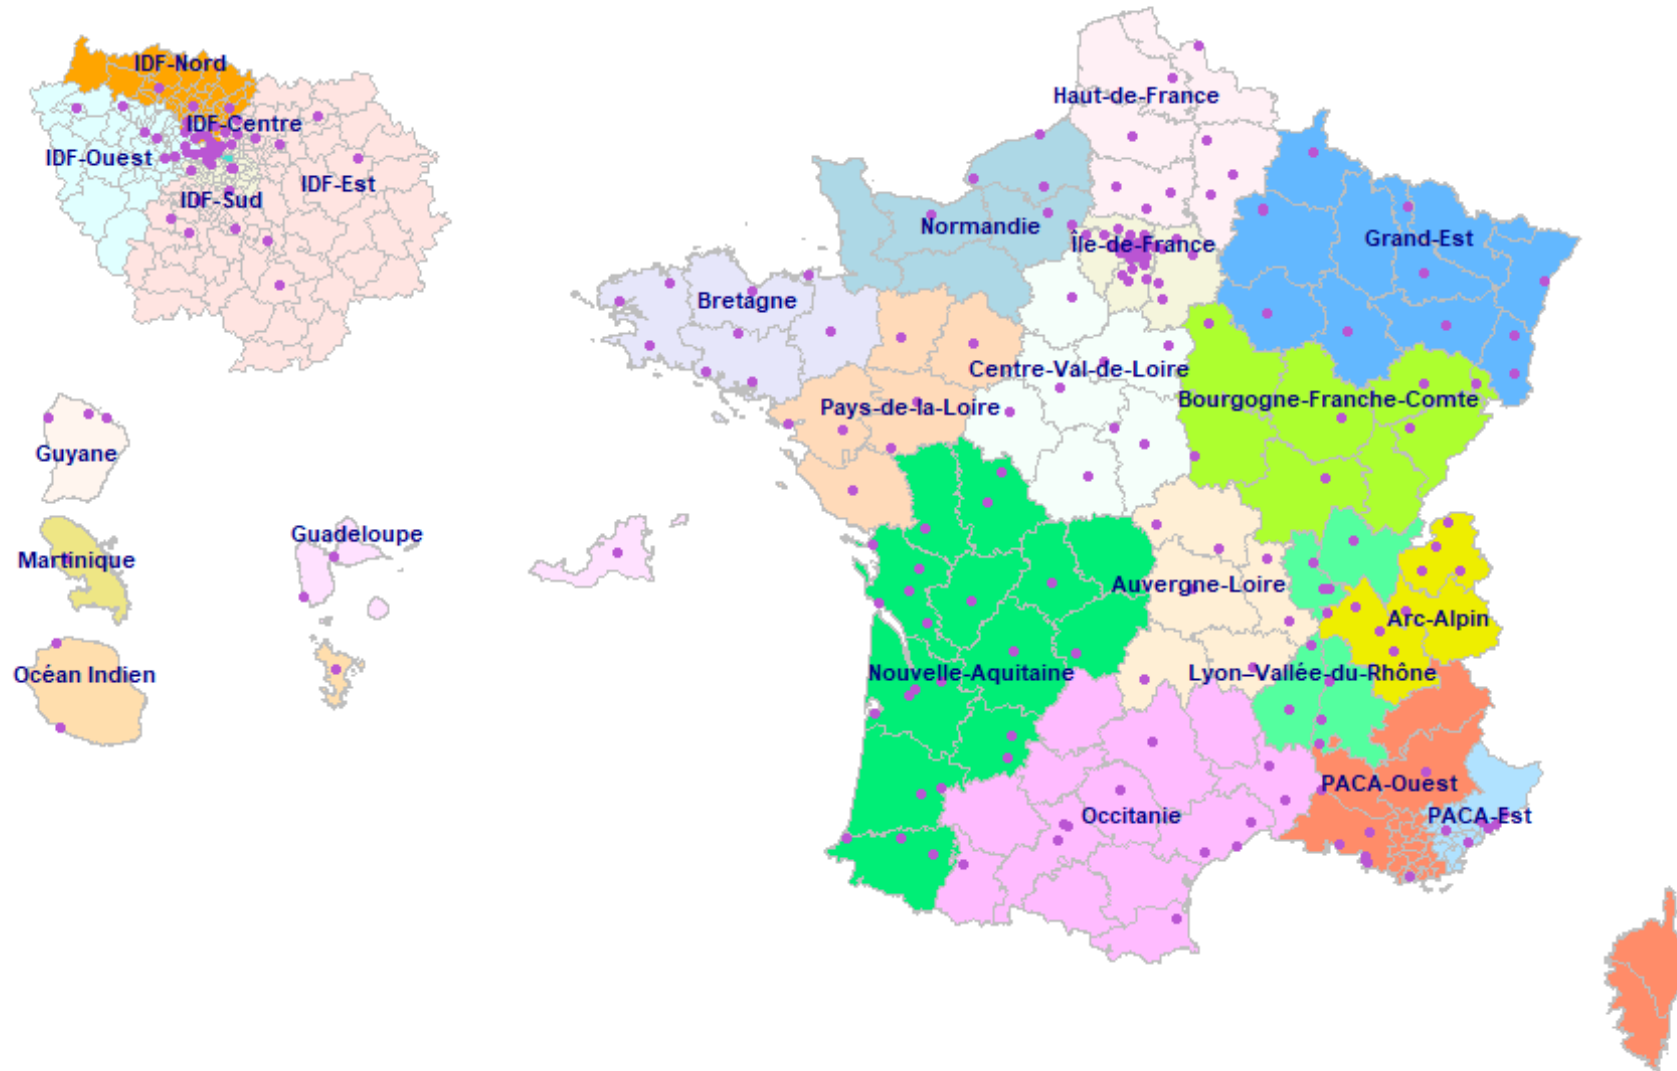 IDF-Nord
IDF-Centre
IDF-Ouest
IDF-Est
IDF-Sud
Guyane
Martinique
Guadeloupe
Océan Indien
Haut-de-France
Normandie
Île-de-France
Grand-Est
Bretagne
Centre-Val-de-Loire
Pays-de-la-Loire
Bourgogne-Franche-Comte
Auvergne-Loire
Arc-Alpin
Nouvelle-Aquitaine
Lyon–Vallée-du-Rhône
PACA-Ouest
Occitanie
PACA-Est